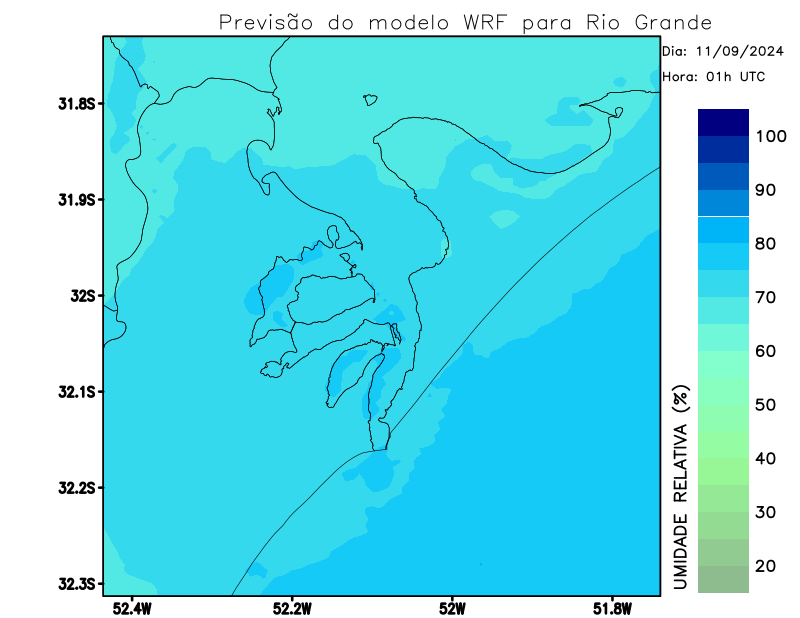 Previsão do modelo WRF para Rio Grande
Dia: 11/09/2024
Hora: 01h UTC
31.8S
31.9S
32S
32.1S
32.2S
32.3S
52.4W
52.2W
52W
51.8W
100
90
80
70
60
50
40
30
20
UMIDADE RELATIVA (%)